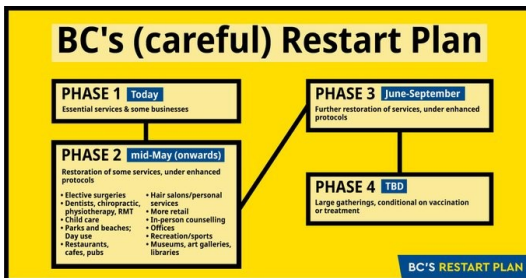 BC's (careful) Restart Plan
PHASE 1 Today
Essential services & some businesses
PHASE 2 mid-May (onwards)
Restoration of some services, under enhanced
protocols
• Elective surgeries
• Dentists, chiropractic,
physiotherapy, RMT
• Child care
• Parks and beaches;
Day use
• Restaurants,
cafes, pubs
• Hair salons/personal
services
• More retail
• In-person counselling
• Offices
• Recreation/sports
• Museums, art galleries,
libraries
PHASE 3 June-September
Further restoration of services, under enhanced
protocols
PHASE 4 TBD
Large gatherings, conditional on vaccination
or treatment
BC'S RESTART PLAN